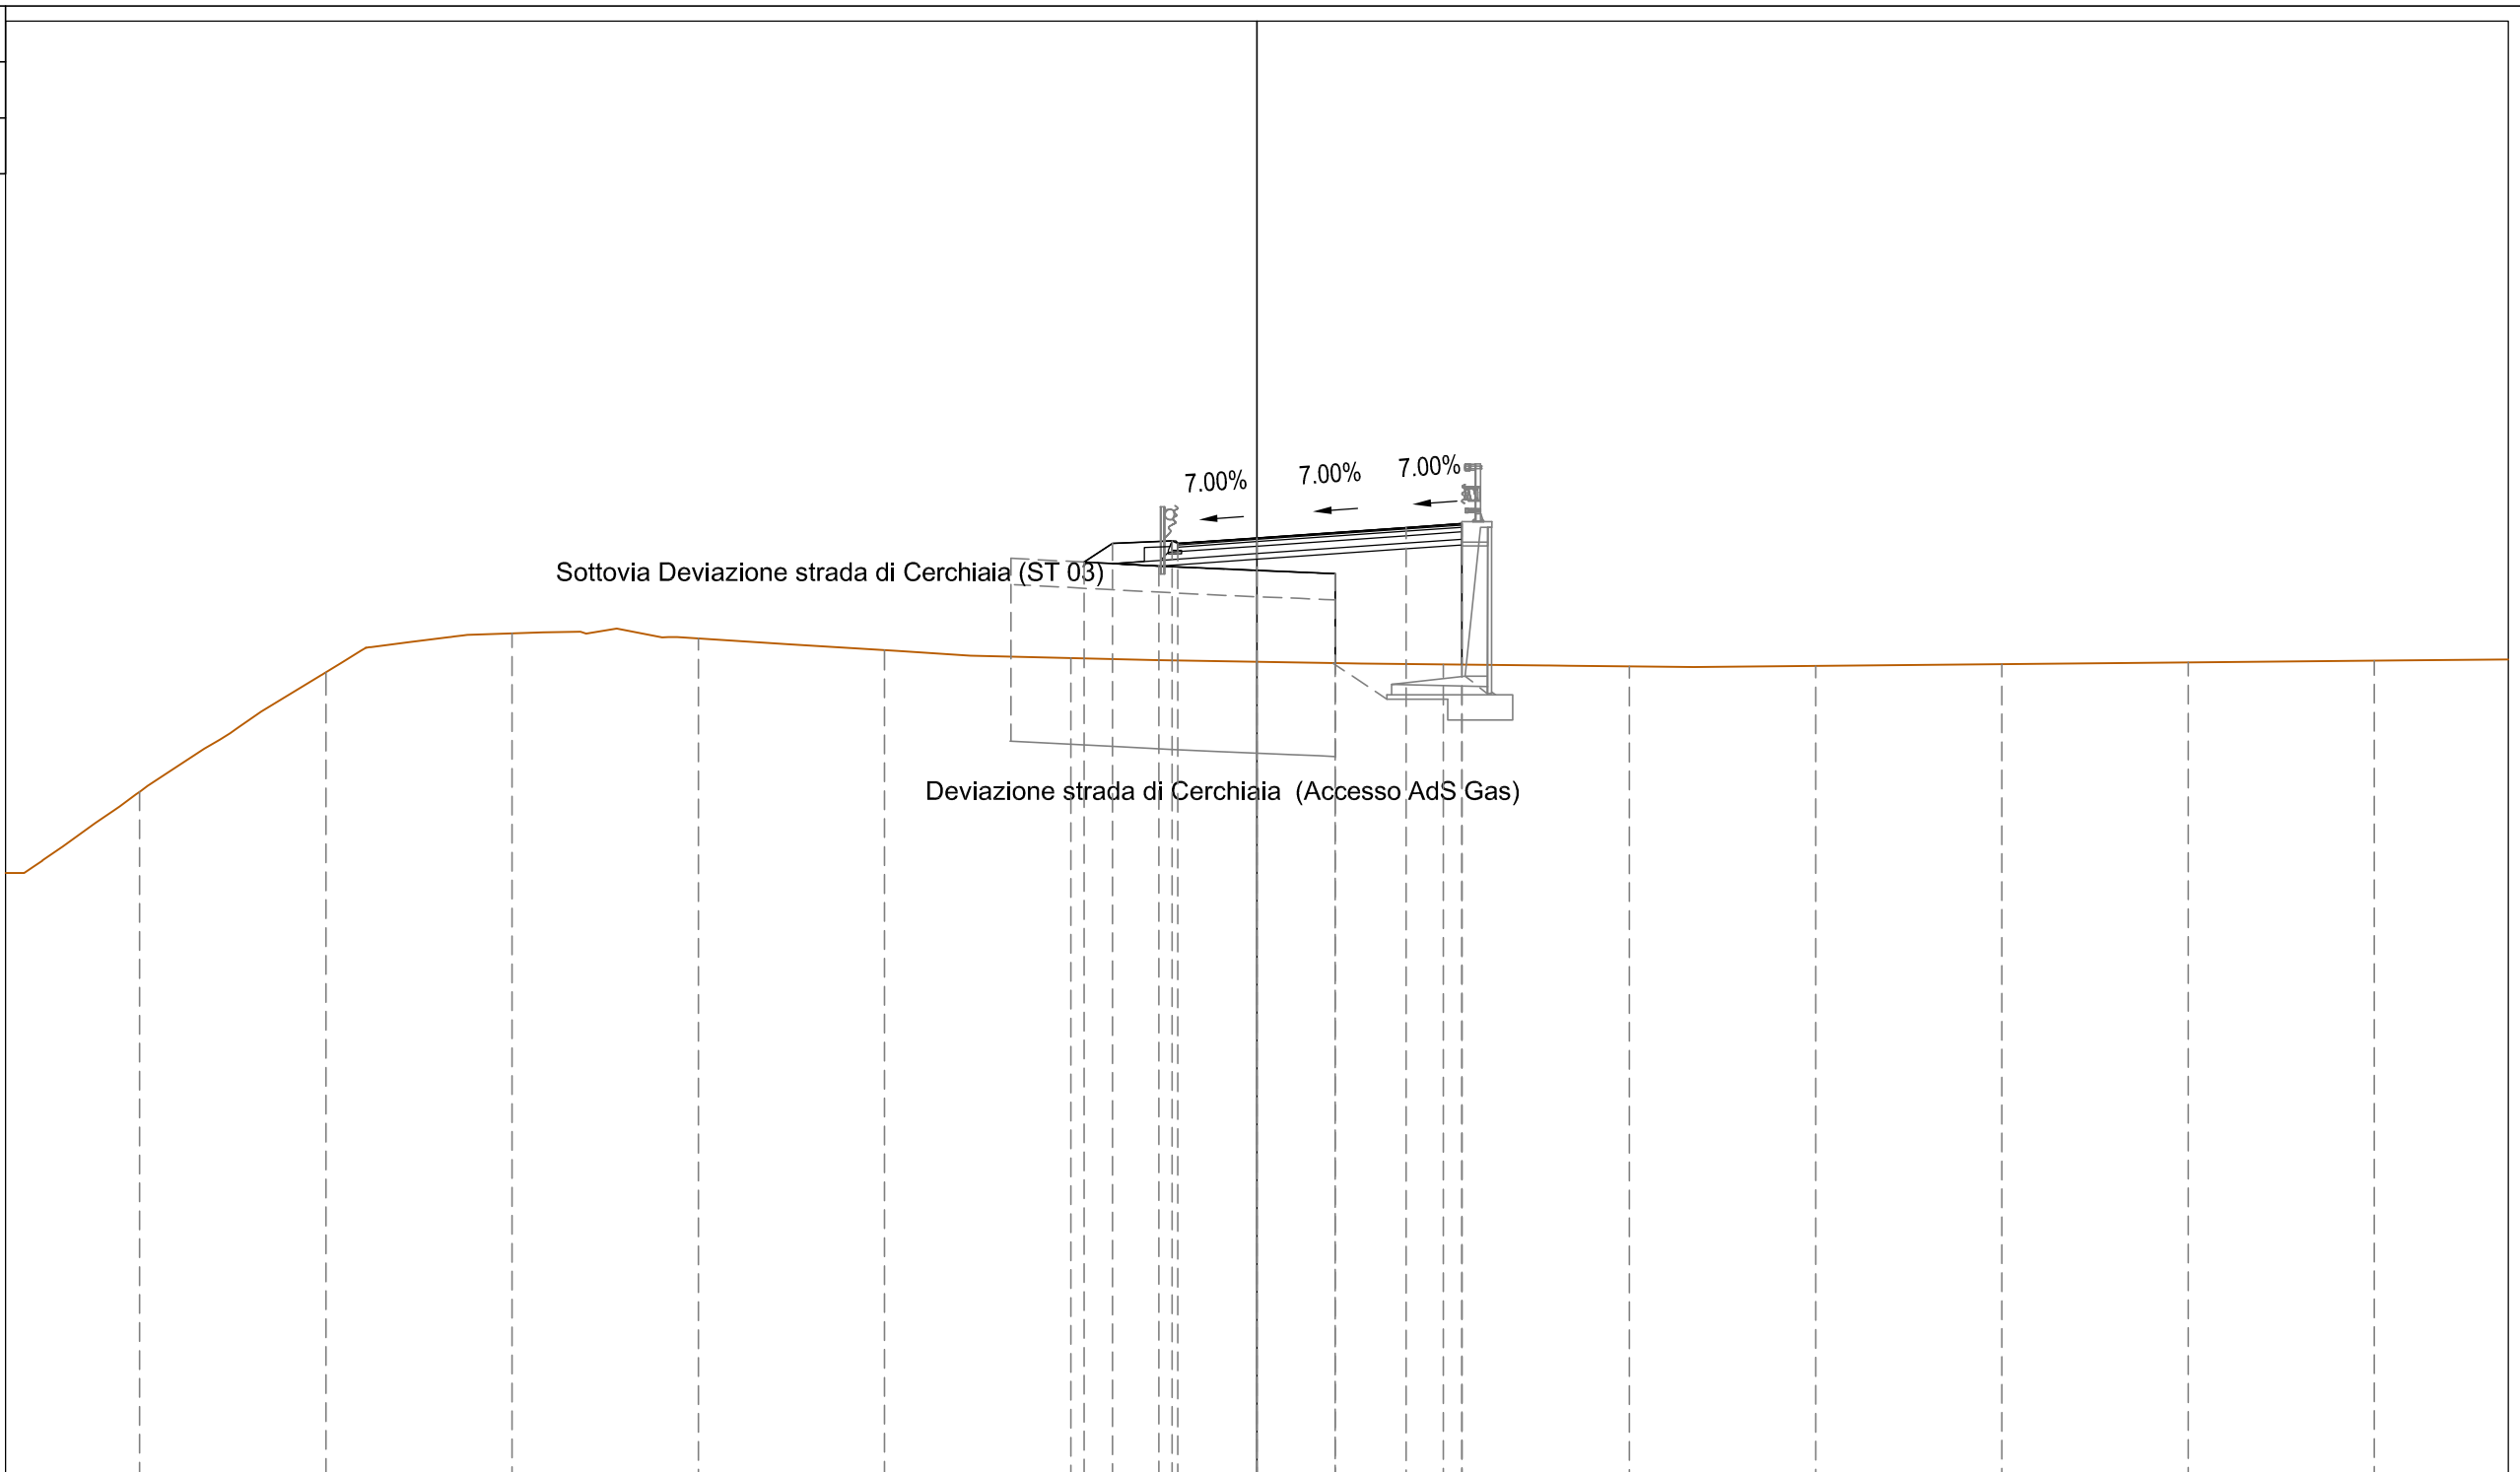 7.00%
7.00%
7.00%
Sottovia Deviazione strada di Cerchiaia (ST 03)
Deviazione strada di Cerchiaia (Accesso AdS Gas)